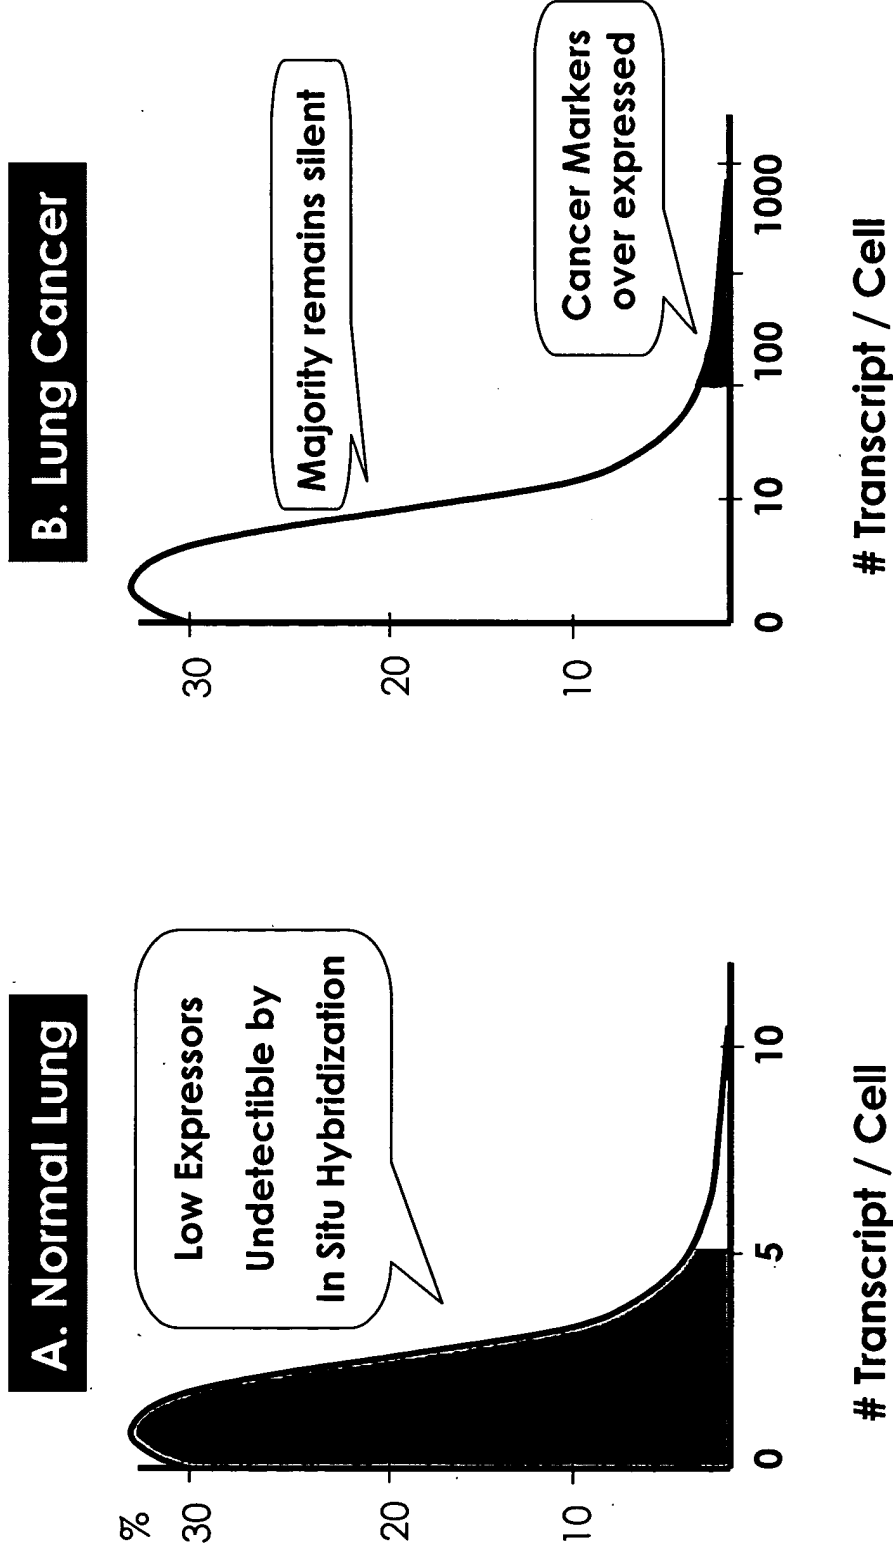 A. Normal Lung
%
30
20
10
Low Expressors
Undetectible by
In Situ Hybridization
0
5
10
# Transcript / Cell
B. Lung Cancer
30
20
10
Majority remains silent
Cancer Markers
over expressed
0
10
100
1000
# Transcript / Cell